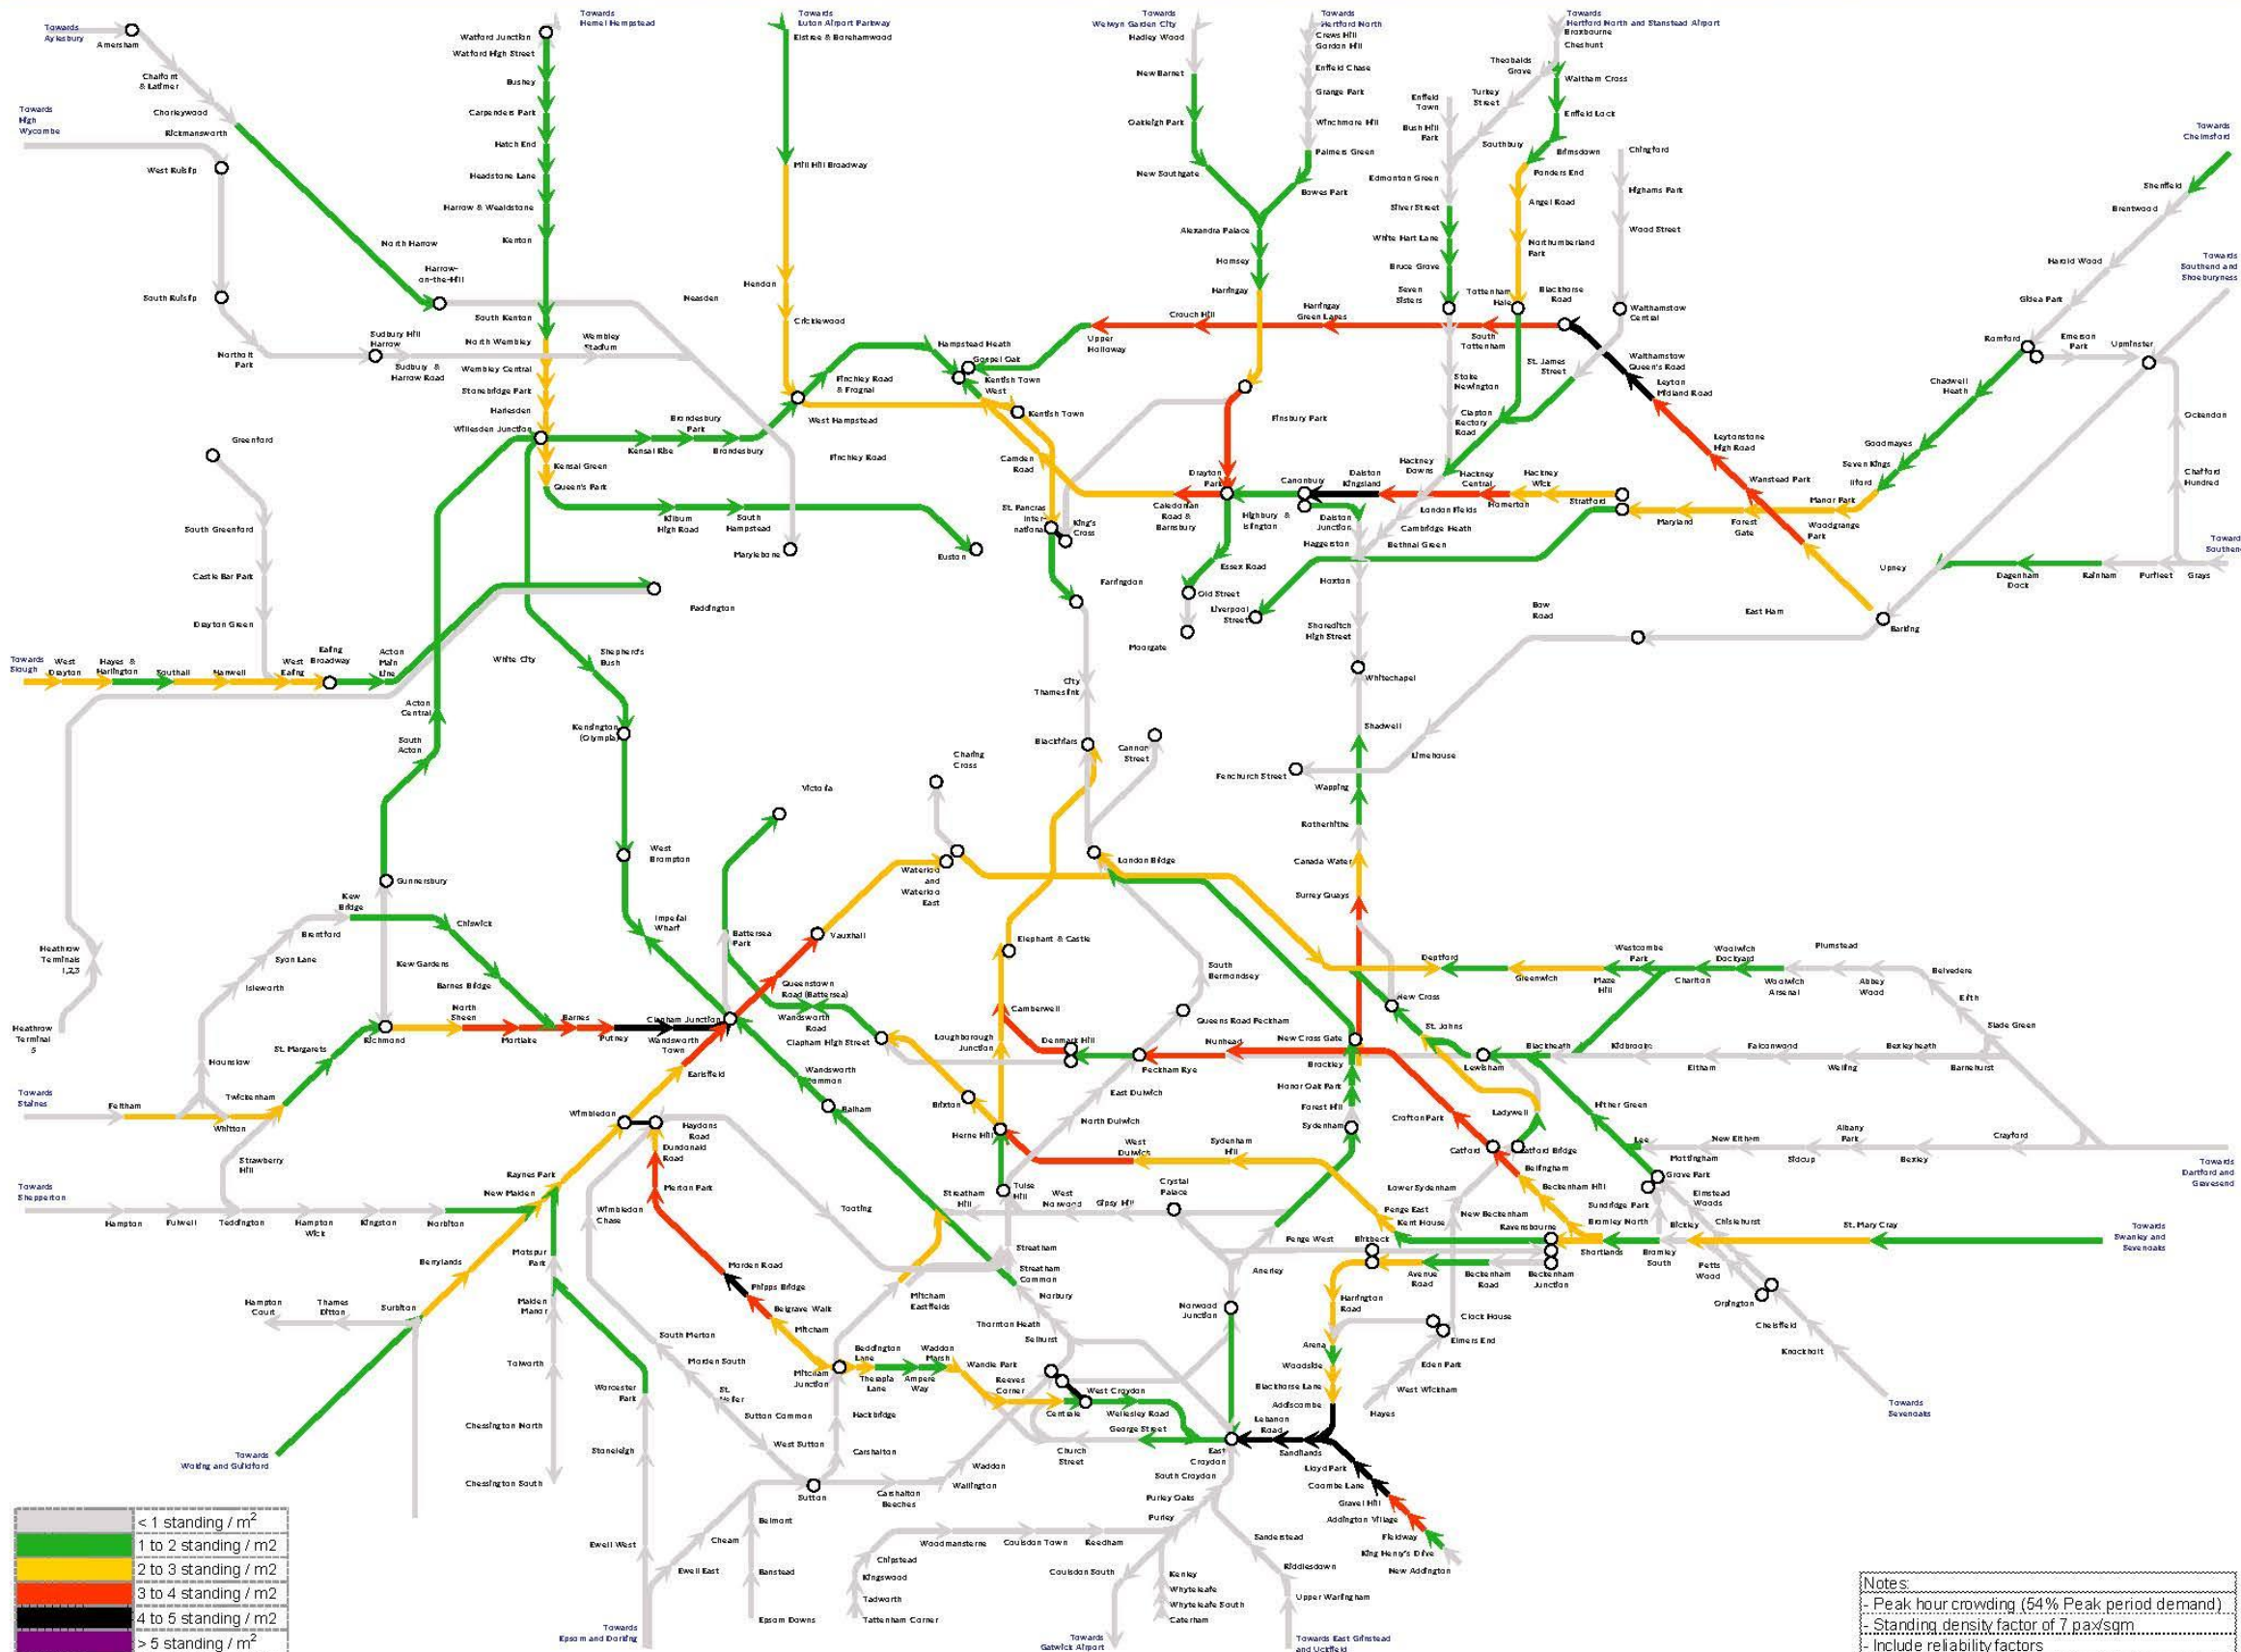 Towards
Aylesbury
Amersham
Chalfont
& Latimer
Chorleywood
Rickmansworth
Towards
High
Wycombe
West Ruislip
South Ruislip
Northolt
Park
Sudbury Hill
Harrow
Sudbury &
Harrow Road
North Harrow
Harrow-
on-the-Hill
Watford Junction
Towards
Hemel Hempstead
Watford High Street
Bushey
Carpenders Park
Hatch End
Headstone Lane
Harrow & Wealdstone
Kenton
South Kenton
North Wembley
Wembley
Stadium
Wembley Central
Stonebridge Park
Harlesden
Willesden Junction
Kensal Green
Queen's Park
Neasden
Towards
Luton Airport Parkway
Elstree & Borehamwood
Mill Hill Broadway
Hendon
Cricklewood
Finchley Road
& Frognal
West Hampstead
Brondesbury
Park
Kensal Rise
Brondesbury
Finchley Road
Kilburn
High Road
South
Hampstead
Marylebone
Euston
Hampstead Heath
Gospel Oak
Kentish Town
West
Kentish Town
Camden
Road
St. Pancras
Inter-
national
King's
Cross
Farringdon
Towards
Welwyn Garden City
Hadley Wood
New Barnet
Oakleigh Park
New Southgate
Towards
Hertford North
Crews Hill
Gordon Hill
Enfield Chase
Grange Park
Winchmore Hill
Palmers Green
Bowes Park
Alexandra Palace
Hornsey
Harringay
Crouch Hill
Harringay
Green Lanes
Upper
Holloway
Finsbury Park
Drayton
Park
Caledonian
Road &
Barnsbury
Highbury &
Islington
Canonbury
Dalston
Kingsland
Dalston
Junction
Essex Road
Old Street
Moorgate
Liverpool
Street
Towards
Hertford North and Stanstead Airport
Broxbourne
Cheshunt
Theobalds
Grove
Waltham Cross
Turkey
Street
Enfield Lock
Enfield
Town
Bush Hill
Park
Southbury
Brimsdown
Chingford
Ponders End
Edmonton Green
Highams Park
Silver Street
Angel Road
White Hart Lane
Wood Street
Northumberland
Park
Bruce Grove
Seven
Sisters
Tottenham
Hale
Blackhorse
Road
Walthamstow
Central
South
Tottenham
St. James
Street
Walthamstow
Queen's Road
Leyton
Midland Road
Stoke
Newington
Clapton
Rectory
Road
Leytonstone
High Road
Hackney
Downs
Hackney
Central
Hackney
Wick
Homerton
London Fields
Stratford
Wanstead Park
Maryland
Forest
Gate
Woodgrange
Park
Manor Park
Ilford
Seven Kings
Goodmayes
Chadwell
Heath
Romford
Emerson
Park
Upminster
Gidea Park
Harold Wood
Brentwood
Shenfield
Towards
Chelmsford
Towards
Southend and
Shoeburyness
Ockendon
Chafford
Hundred
Upney
Dagenham
Dock
Rainham
Purfleet
Grays
Cambridge Heath
Bethnal Green
Haggerston
Hoxton
Shoreditch
High Street
Whitechapel
Shadwell
Wapping
Rotherhithe
Canada Water
Surrey Quays
Bow
Road
East Ham
Barking
Limehouse
Fenchurch Street
Greenford
South Greenford
Castle Bar Park
Drayton Green
Towards
Slough
West
Drayton
Hayes &
Harlington
Southall
Hanwell
West
Ealing
Ealing
Broadway
Acton
Main
Line
White City
Paddington
Acton
Central
South
Acton
Shepherd's
Bush
Kensington
(Olympia)
West
Brompton
Imperial
Wharf
Gunnersbury
Kew
Bridge
Chiswick
Brentford
Syon Lane
Kew Gardens
Isleworth
Barnes Bridge
Heathrow
Terminals
1,2,3
Heathrow
Terminal
5
Hounslow
St. Margarets
Richmond
North
Sheen
Mortlake
Barnes
Putney
Wandsworth
Town
Clapham Junction
Victoria
Battersea
Park
Queenstown
Road (Battersea)
Wandsworth
Road
Clapham High Street
Vauxhall
Charing
Cross
Waterloo
and
Waterloo
East
Blackfriars
City
Thameslink
Cannon
Street
London Bridge
Elephant & Castle
Camberwell
Loughborough
Junction
Denmark Hill
Peckham Rye
Nunhead
Queens Road Peckham
South
Bermondsey
New Cross Gate
New Cross
Brockley
Honor Oak Park
Forest Hill
Sydenham
Deptford
Greenwich
Maze
Hill
Westcombe
Park
Charlton
Woolwich
Dockyard
Woolwich
Arsenal
Plumstead
Abbey
Wood
Belvedere
Erith
Slade Green
St. Johns
Lewisham
Blackheath
Kidbrooke
Eltham
Falconwood
Welling
Bexleyheath
Barnehurst
Hither Green
Ladywell
Crofton Park
Catford
Catford Bridge
Lee
Mottingham
New Eltham
Sidcup
Albany
Park
Bexley
Crayford
Towards
Dartford and
Gravesend
Grove Park
Elmstead
Woods
Sundridge Park
Bromley North
Bickley
Chislehurst
St. Mary Cray
Towards
Swanley and
Sevenoaks
Bellingham
Beckenham Hill
Lower Sydenham
New Beckenham
Ravensbourne
Shortlands
Bromley
South
Petts
Wood
Orpington
Chelsfield
Knockholt
Towards
Sevenoaks
Penge East
Kent House
Penge West
Birkbeck
Avenue
Road
Beckenham
Road
Beckenham
Junction
Anerley
Harrington
Road
Clock House
Elmers End
Eden Park
West Wickham
Hayes
Arena
Woodside
Blackhorse Lane
Addiscombe
Lebanon
Road
Sandilands
Lloyd Park
Coombe Lane
Gravel Hill
Addington Village
Fieldway
King Henry's Drive
New Addington
Towards
Staines
Feltham
Whitton
Twickenham
Strawberry
Hill
Towards
Shepperton
Hampton
Fulwell
Teddington
Hampton
Wick
Kingston
Norbiton
New Malden
Raynes Park
Wimbledon
Earlsfield
Haydons
Road
Dundonald
Road
Merton Park
Wimbledon
Chase
Tooting
Wandsworth
Common
Balham
Brixton
Herne Hill
East Dulwich
North Dulwich
West
Dulwich
Sydenham
Hill
Tulse
Hill
Streatham
Hill
West
Norwood
Gipsy Hill
Crystal
Palace
Streatham
Streatham
Common
Norbury
Thornton Heath
Selhurst
Norwood
Junction
Berrylands
Surbiton
Hampton
Court
Thames
Ditton
Motspur
Park
Malden
Manor
Tolworth
Chessington North
Chessington South
Towards
Woking and Guildford
Worcester
Park
Stoneleigh
Ewell West
South Merton
Morden South
St.
Helier
Sutton Common
West Sutton
Morden Road
Phipps Bridge
Belgrave Walk
Mitcham
Mitcham
Eastfields
Mitcham
Junction
Beddington
Lane
Therapia
Lane
Ampere
Way
Waddon
Marsh
Wandle Park
Reeves
Corner
Centrale
West Croydon
Wellesley Road
George Street
Church
Street
East
Croydon
South Croydon
Hackbridge
Carshalton
Sutton
Carshalton
Beeches
Wallington
Waddon
Cheam
Belmont
Ewell East
Banstead
Epsom Downs
Towards
Epsom and Dorking
Purley Oaks
Purley
Woodmansterne
Coulsdon Town
Reedham
Chipstead
Kingswood
Tadworth
Tattenham Corner
Coulsdon South
Kenley
Whyteleafe
Whyteleafe South
Caterham
Sanderstead
Riddlesdown
Upper Warlingham
Towards
Gatwick Airport
Towards East Grinstead
and Uckfield
< 1 standing / m²
1 to 2 standing / m2
2 to 3 standing / m2
3 to 4 standing / m2
4 to 5 standing / m2
> 5 standing / m²
Notes:
- Peak hour crowding (54% Peak period demand)
- Standing density factor of 7 pax/sqm
- Include reliability factors